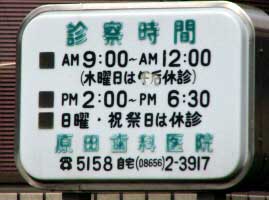 診察時間
AM 9:00～AM 12:00
(水曜日は午后休診)
PM 2:00～PM 6:30
日曜・祝祭日は休診
原田歯科医院
☎5158 自宅(08656)2-3917